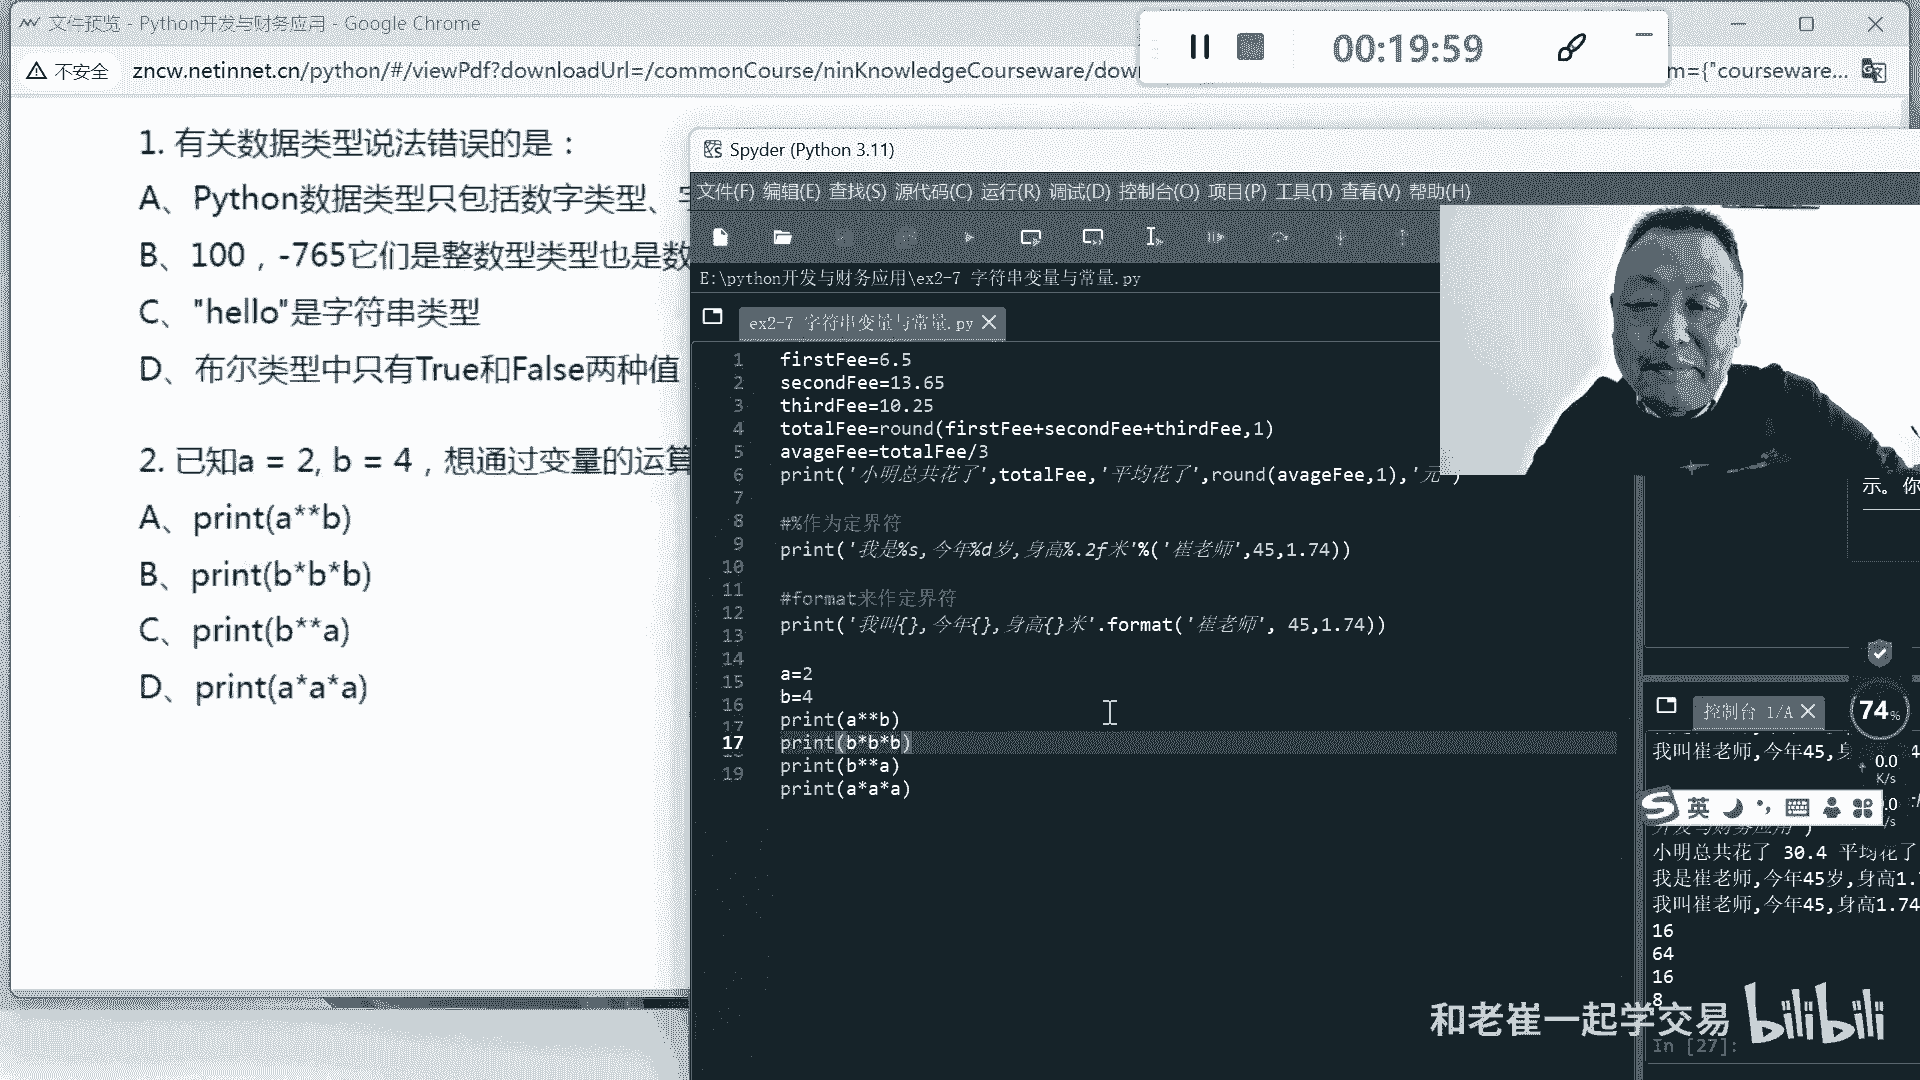 文件预览 - Python开发与财务应用 - Google Chrome
不安全
zncw.netinnet.cn/python/#/viewPdf?downloadUrl=/commonCourse/ninKnowledgeCourseware/dow
m={"courseware...
00:19:59
1. 有关数据类型说法错误的是：
A、Python数据类型只包括数字类型、
B、100，-765它们是整数型类型也是数
C、"hello"是字符串类型
D、布尔类型中只有True和False两种值
2. 已知a = 2, b = 4，想通过变量的运算
A、print(a**b)
B、print(b*b*b)
C、print(b**a)
D、print(a*a*a)
Spyder (Python 3.11)
文件(F) 编辑(E) 查找(S) 源代码(C) 运行(R) 调试(D) 控制台(O) 项目(P) 工具(T) 查看(V) 帮助(H)
E:\python开发与财务应用\ex2-7 字符串变量与常量.py
ex2-7 字符串变量与常量.py
1 firstFee=6.5
2 secondFee=13.65
3 thirdFee=10.25
4 totalFee=round(firstFee+secondFee+thirdFee,1)
5 avageFee=totalFee/3
6 print('小明总共花了',totalFee,'平均花了',round(avageFee,1),'元')
7
8 #%作为定界符
9 print('我是%s,今年%d岁,身高%.2f米'%('崔老师',45,1.74))
10
11 #format来作定界符
12 print('我叫{},今年{},身高{}米'.format('崔老师', 45,1.74))
13
14 a=2
15 b=4
16 print(a**b)
17 print(b*b*b)
print(b**a)
19 print(a*a*a)
示。你
控制台 1/A
74%
我叫崔老师,今年45,身
0.0
K/s
英
开发与财务应用')
小明总共花了 30.4 平均花了
我是崔老师,今年45岁,身高1.
我叫崔老师,今年45,身高1.74
16
64
16
8
In [27]:
和老崔一起学交易
bilibili